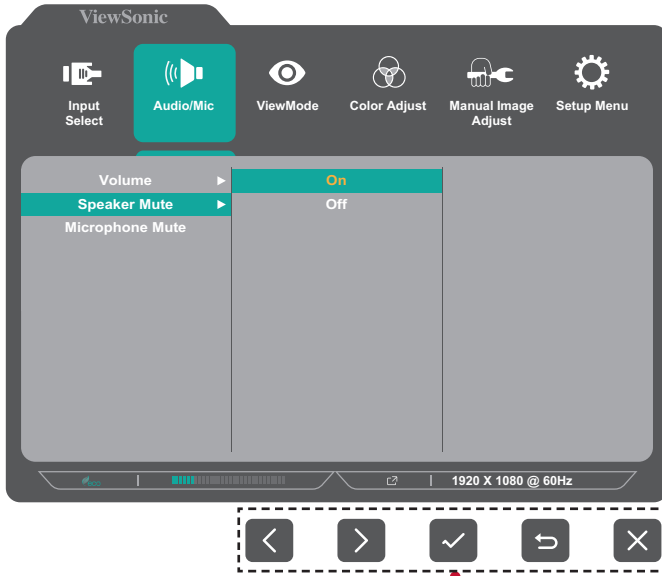 ViewSonic
Input
Select
Audio/Mic
ViewMode
Color Adjust
Manual Image
Adjust
Setup Menu
Volume
On
Speaker Mute
Off
Microphone Mute
eco
1920 X 1080 @ 60Hz